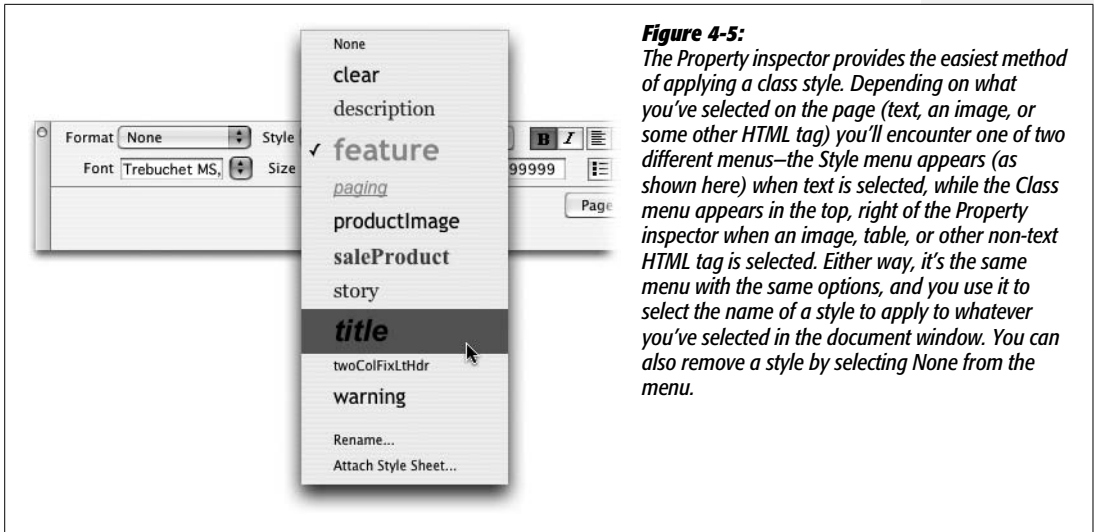 None
clear
description
Format None Style
✓ feature
B I
Font Trebuchet MS, Size
99999
paging
productImage
Page
saleProduct
story
title
twoColFixLtHdr
warning
Rename...
Attach Style Sheet...
Figure 4-5:
The Property inspector provides the easiest method
of applying a class style. Depending on what
you've selected on the page (text, an image, or
some other HTML tag) you'll encounter one of two
different menus—the Style menu appears (as
shown here) when text is selected, while the Class
menu appears in the top, right of the Property
inspector when an image, table, or other non-text
HTML tag is selected. Either way, it's the same
menu with the same options, and you use it to
select the name of a style to apply to whatever
you've selected in the document window. You can
also remove a style by selecting None from the
menu.